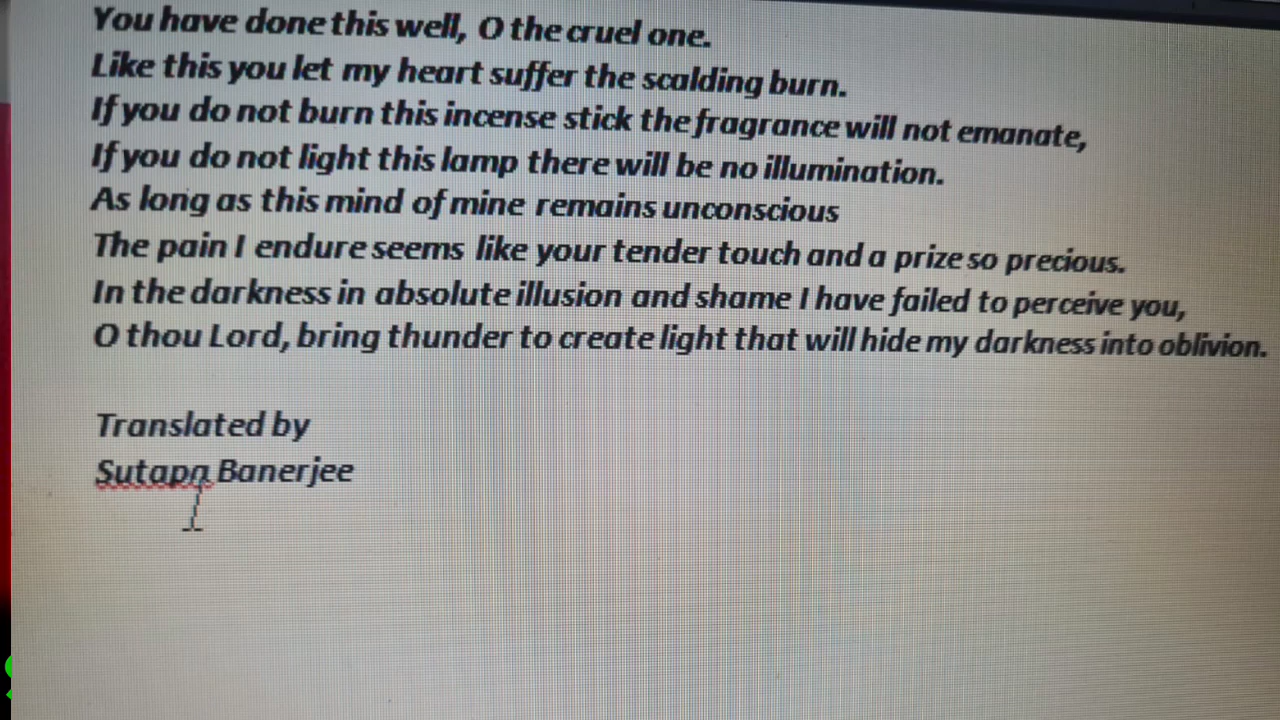 You have done this well, O the cruel one.
Like this you let my heart suffer the scalding burn.
If you do not burn this incense stick the fragrance will not emanate,
If you do not light this lamp there will be no illumination.
As long as this mind of mine remains unconscious
The pain I endure seems like your tender touch and a prize so precious.
In the darkness in absolute illusion and shame I have failed to perceive you,
O thou Lord, bring thunder to create light that will hide my darkness into oblivion.
Translated by
Sutapa Banerjee